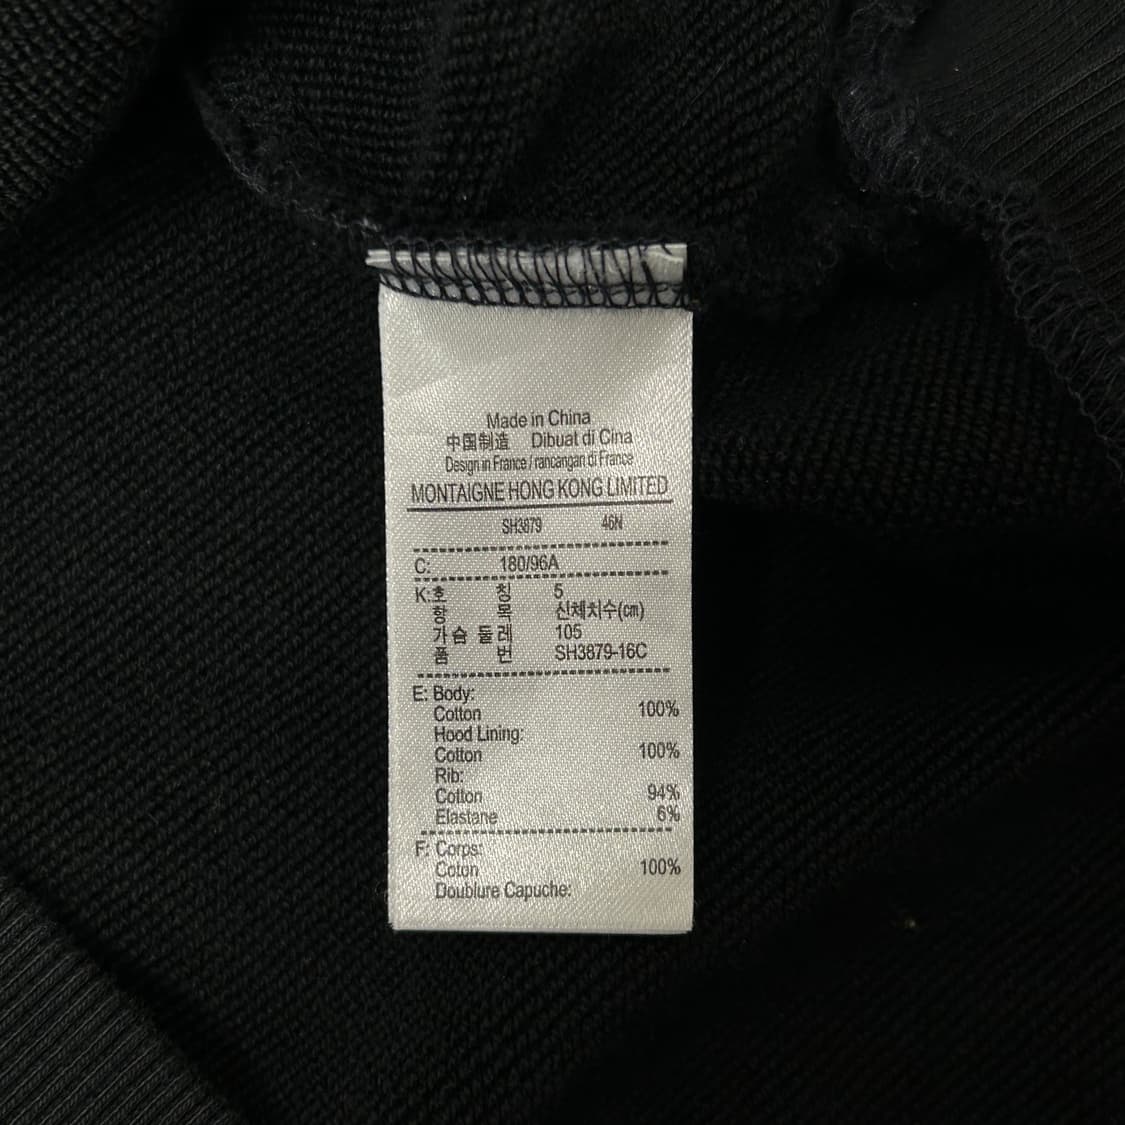 Made in China
中国制造 Dibuat di Cina
Design in France / rancangan di France
MONTAIGNE HONG KONG LIMITED
SH3879 46N
C: 180/96A
K:호 칭 5
항 목 신체치수(cm)
가슴 둘레 105
품 번 SH3879-16C
E: Body:
Cotton 100%
Hood Lining:
Cotton 100%
Rib:
Cotton 94%
Elastane 6%
F: Corps:
Coton 100%
Doublure Capuche: